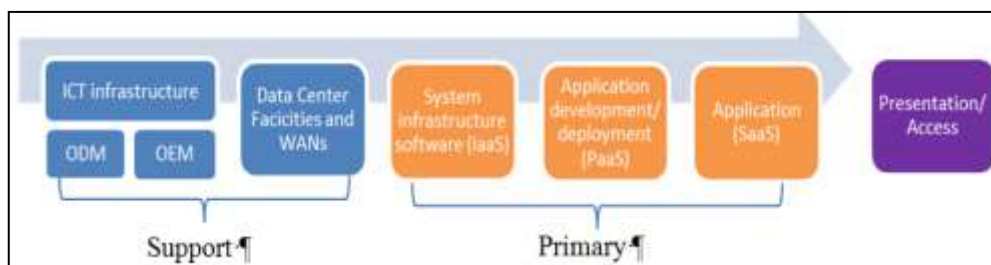 ICT infrastructure
ODM
OEM
Data Center
Facicities and
WANs
System
infrastructure
software (IaaS)
Application
development/
deployment
(PaaS)
Application
(SaaS)
Presentation/
Access
Support ¶
Primary ¶